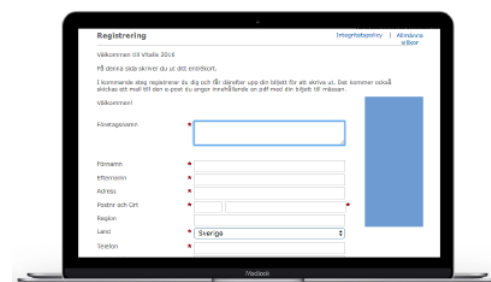 Registrering
Integritetspolicy | Allmänna
villkor
Välkommen till Vitalis 2016
På denna sida skriver du ut ditt entrékort.
I kommande steg registrerar du dig och får därefter upp din biljett för att skriva ut. Det kommer också
skickas ett mail till den e-post du anger innehållande en pdf med din biljett till mässan.
Välkommen!
Företagsnamn *
Förnamn *
Efternamn *
Adress *
Postnr och Ort * *
Region
Land * Sverige
Telefon *
MacBook